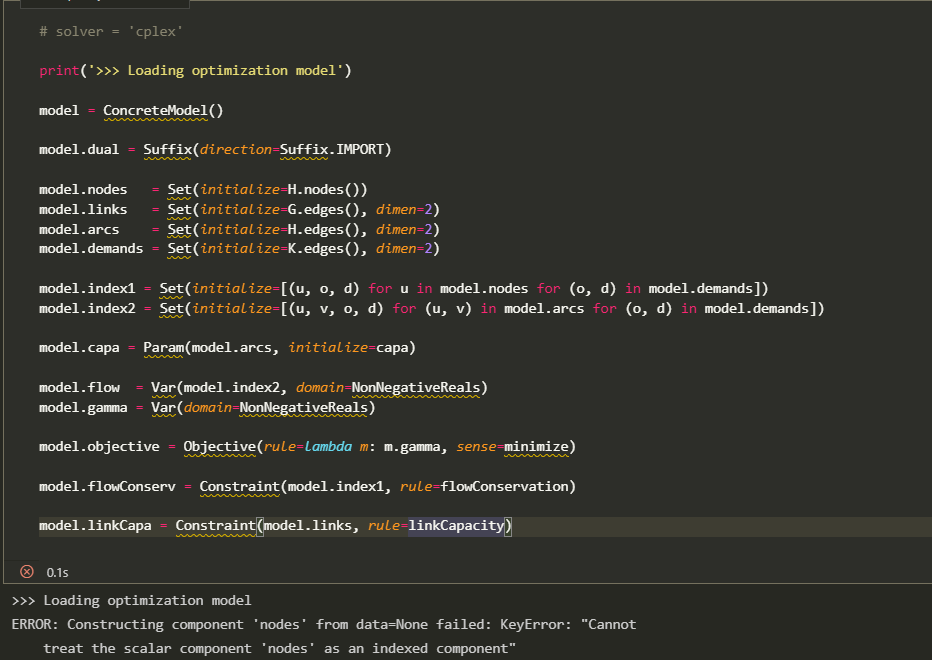 # solver = 'cplex'
print('>>> Loading optimization model')
model = ConcreteModel()
model.dual = Suffix(direction=Suffix.IMPORT)
model.nodes   = Set(initialize=H.nodes())
model.links   = Set(initialize=G.edges(), dimen=2)
model.arcs    = Set(initialize=H.edges(), dimen=2)
model.demands = Set(initialize=K.edges(), dimen=2)
model.index1 = Set(initialize=[(u, o, d) for u in model.nodes for (o, d) in model.demands])
model.index2 = Set(initialize=[(u, v, o, d) for (u, v) in model.arcs for (o, d) in model.demands])
model.capa = Param(model.arcs, initialize=capa)
model.flow  = Var(model.index2, domain=NonNegativeReals)
model.gamma = Var(domain=NonNegativeReals)
model.objective = Objective(rule=lambda m: m.gamma, sense=minimize)
model.flowConserv = Constraint(model.index1, rule=flowConservation)
model.linkCapa = Constraint(model.links, rule=linkCapacity)
0.1s
>>> Loading optimization model
ERROR: Constructing component 'nodes' from data=None failed: KeyError: "Cannot
    treat the scalar component 'nodes' as an indexed component"